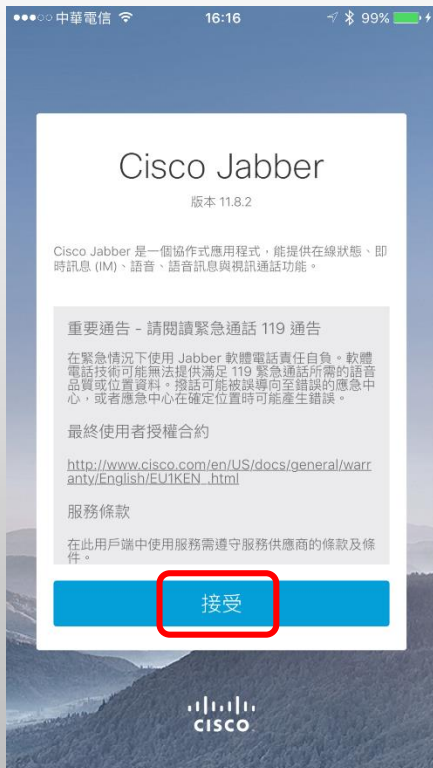 中華電信 16:16 99%
Cisco Jabber
版本 11.8.2
Cisco Jabber 是一個協作式應用程式，能提供在線狀態、即
時訊息 (IM)、語音、語音訊息與視訊通話功能。
重要通告 - 請閱讀緊急通話 119 通告
在緊急情況下使用 Jabber 軟體電話責任自負。軟體
電話技術可能無法提供滿足 119 緊急通話所需的語音
品質或位置資料。撥話可能被誤導向至錯誤的應急中
心，或者應急中心在確定位置時可能產生錯誤。
最終使用者授權合約
http://www.cisco.com/en/US/docs/general/warr
anty/English/EU1KEN_.html
服務條款
在此用戶端中使用服務需遵守服務供應商的條款及條
件。
接受
CISCO